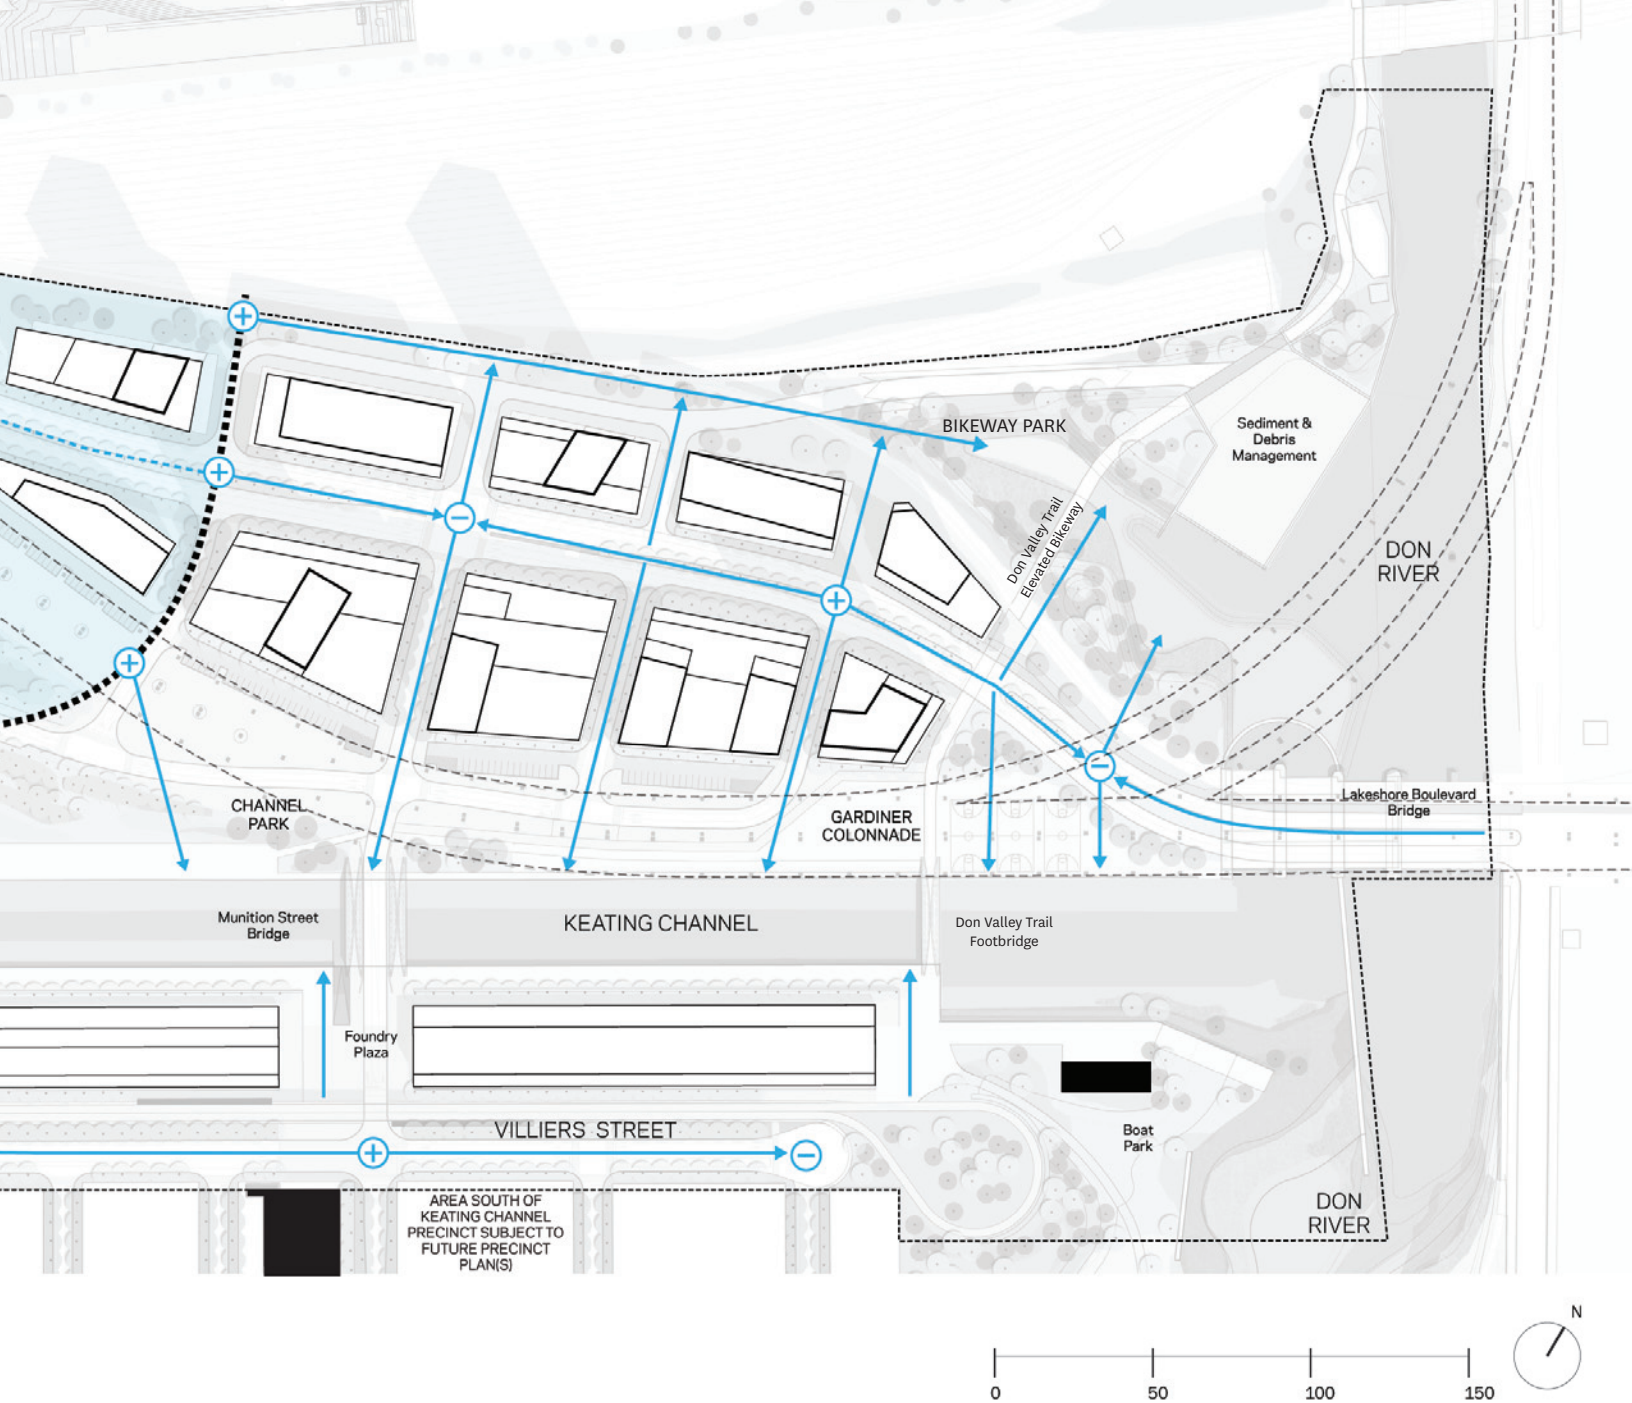 BIKEWAY PARK
Sediment &
Debris
Management
Don Valley Trail
Elevated Bikeway
DON
RIVER
CHANNEL
PARK
GARDINER
COLONNADE
Lakeshore Boulevard
Bridge
Munition Street
Bridge
KEATING CHANNEL
Don Valley Trail
Footbridge
Foundry
Plaza
VILLIERS STREET
Boat
Park
AREA SOUTH OF
KEATING CHANNEL
PRECINCT SUBJECT TO
FUTURE PRECINCT
PLAN(S)
DON
RIVER
N
0 50 100 150